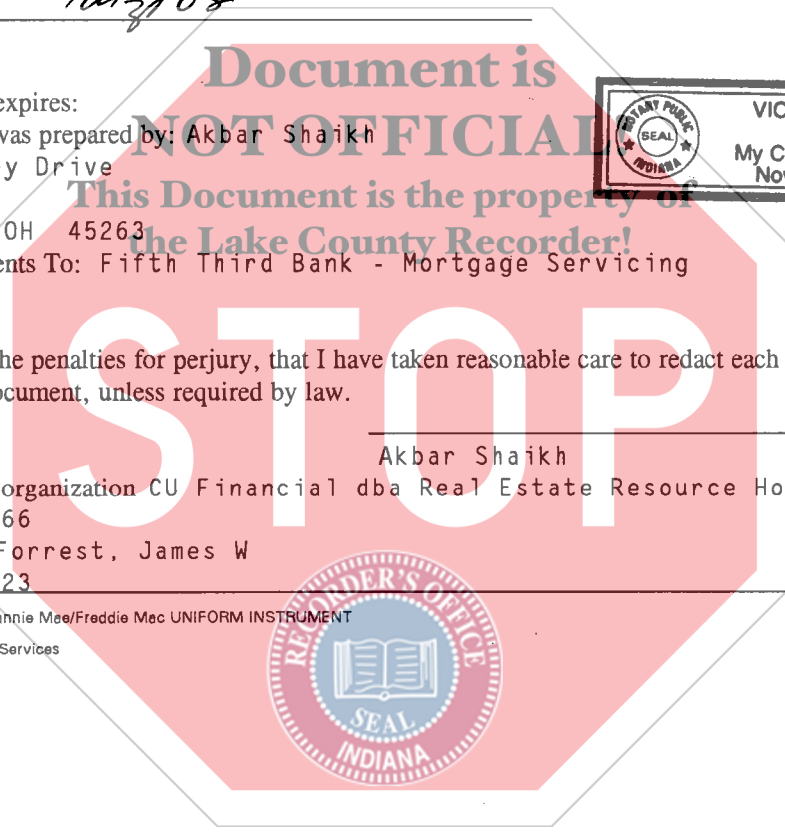 Document is
expires:
was prepared by: Akbar Shaikh
NOT OFFICIAL
y Drive
This Document is the property of
OH 45263
the Lake County Recorder!
ents To: Fifth Third Bank - Mortgage Servicing
NOTARY PUBLIC
SEAL
INDIANA
VIC
My C
Nov
STOP
he penalties for perjury, that I have taken reasonable care to redact each
ocument, unless required by law.
Akbar Shaikh
organization CU Financial dba Real Estate Resource Ho
66
Forrest, James W
23
nnie Mae/Freddie Mac UNIFORM INSTRUMENT
Services
RECORDER'S OFFICE
SEAL
INDIANA